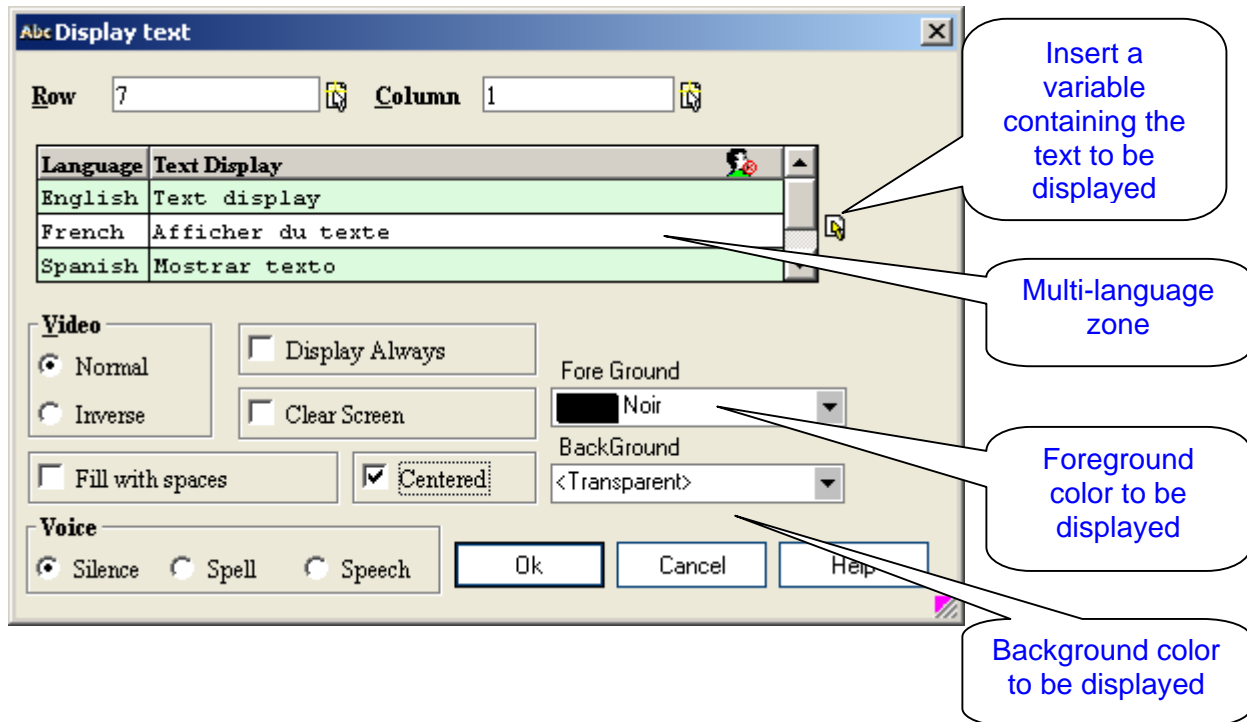 Abc Display text
Row 7 Column 1
Language Text Display
English Text display
French Afficher du texte
Spanish Mostrar texto
Video
Normal
Inverse
Display Always
Clear Screen
Fore Ground
Noir
BackGround
<Transparent>
Fill with spaces
Centered
Voice
Silence Spell Speech
Ok Cancel Help
Insert a
variable
containing the
text to be
displayed
Multi-language
zone
Foreground
color to be
displayed
Background color
to be displayed